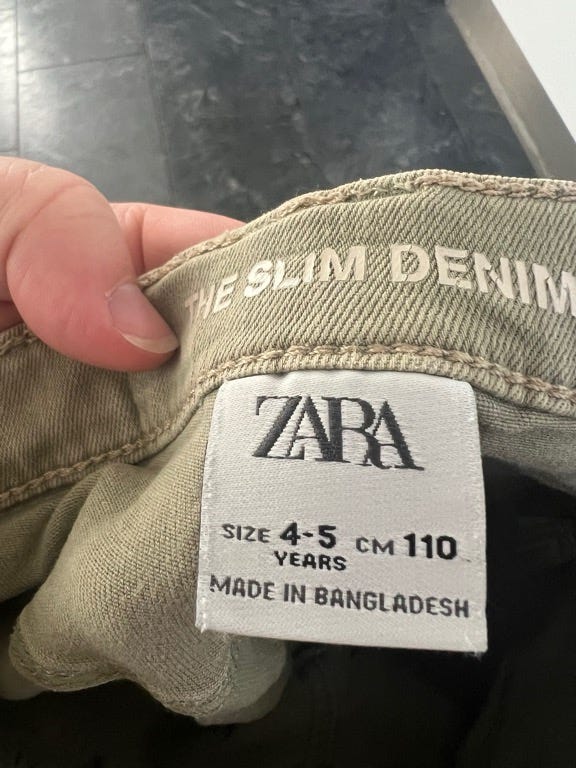 THE SLIM DENIM
ZARA
SIZE 4-5 CM 110
YEARS
MADE IN BANGLADESH